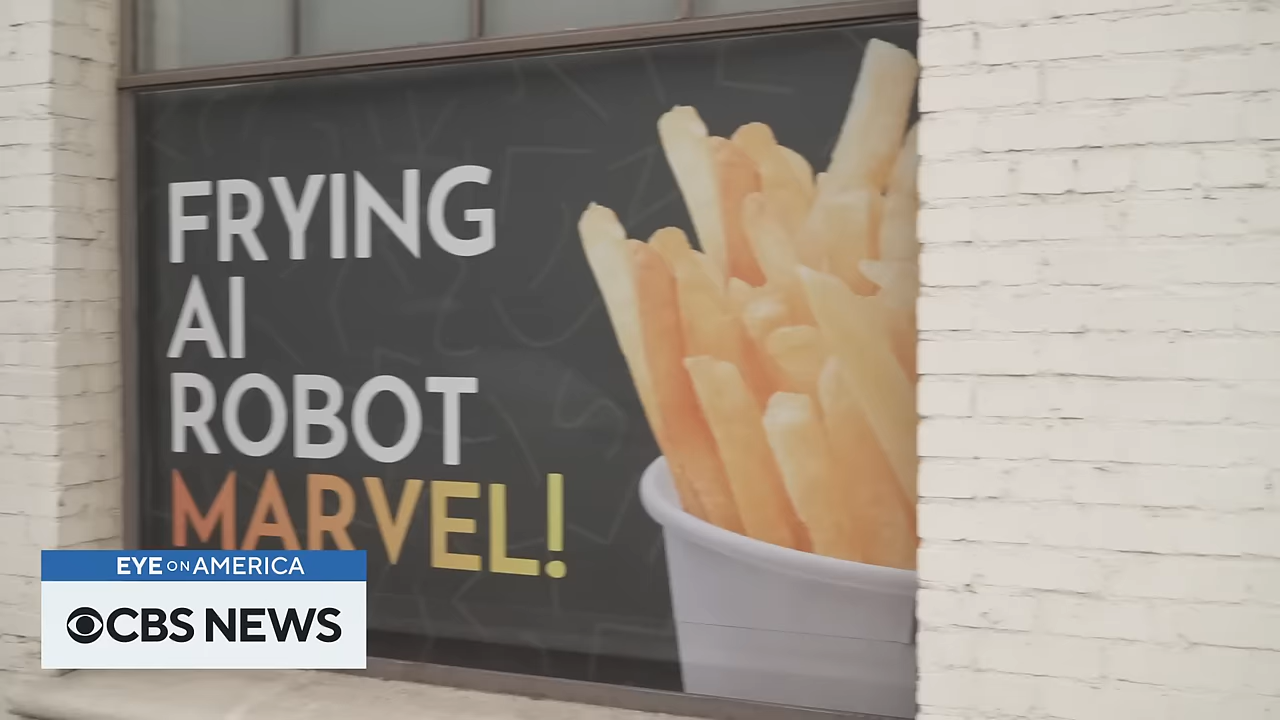 FRYING
AI
ROBOT
MARVEL!
EYE ON AMERICA
CBS NEWS